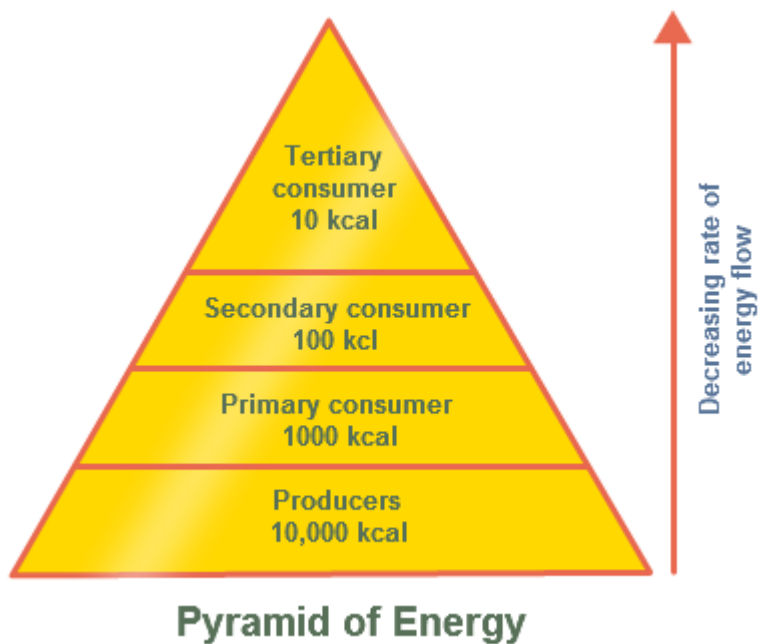 Tertiary
consumer
10 kcal
Secondary consumer
100 kcl
Primary consumer
1000 kcal
Producers
10,000 kcal
Decreasing rate of
energy flow
Pyramid of Energy